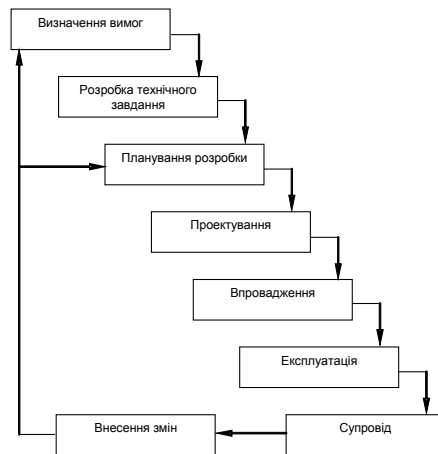 Визначення вимог
Розробка технічного
завдання
Планування розробки
Проектування
Впровадження
Експлуатація
Внесення змін
Супровід